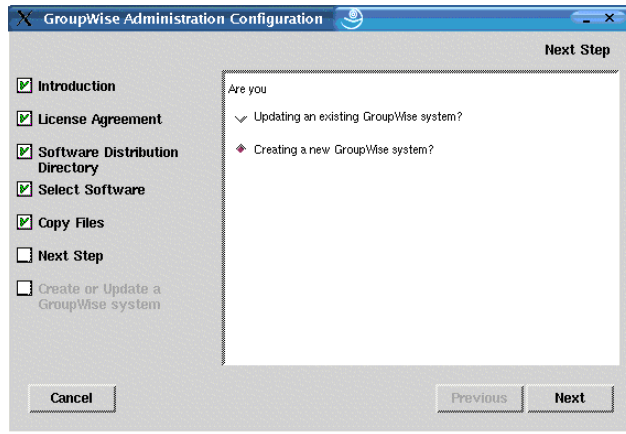 GroupWise Administration Configuration
Next Step
Introduction
License Agreement
Software Distribution
Directory
Select Software
Copy Files
Next Step
Create or Update a
GroupWise system
Are you
Updating an existing GroupWise system?
Creating a new GroupWise system?
Cancel
Previous
Next